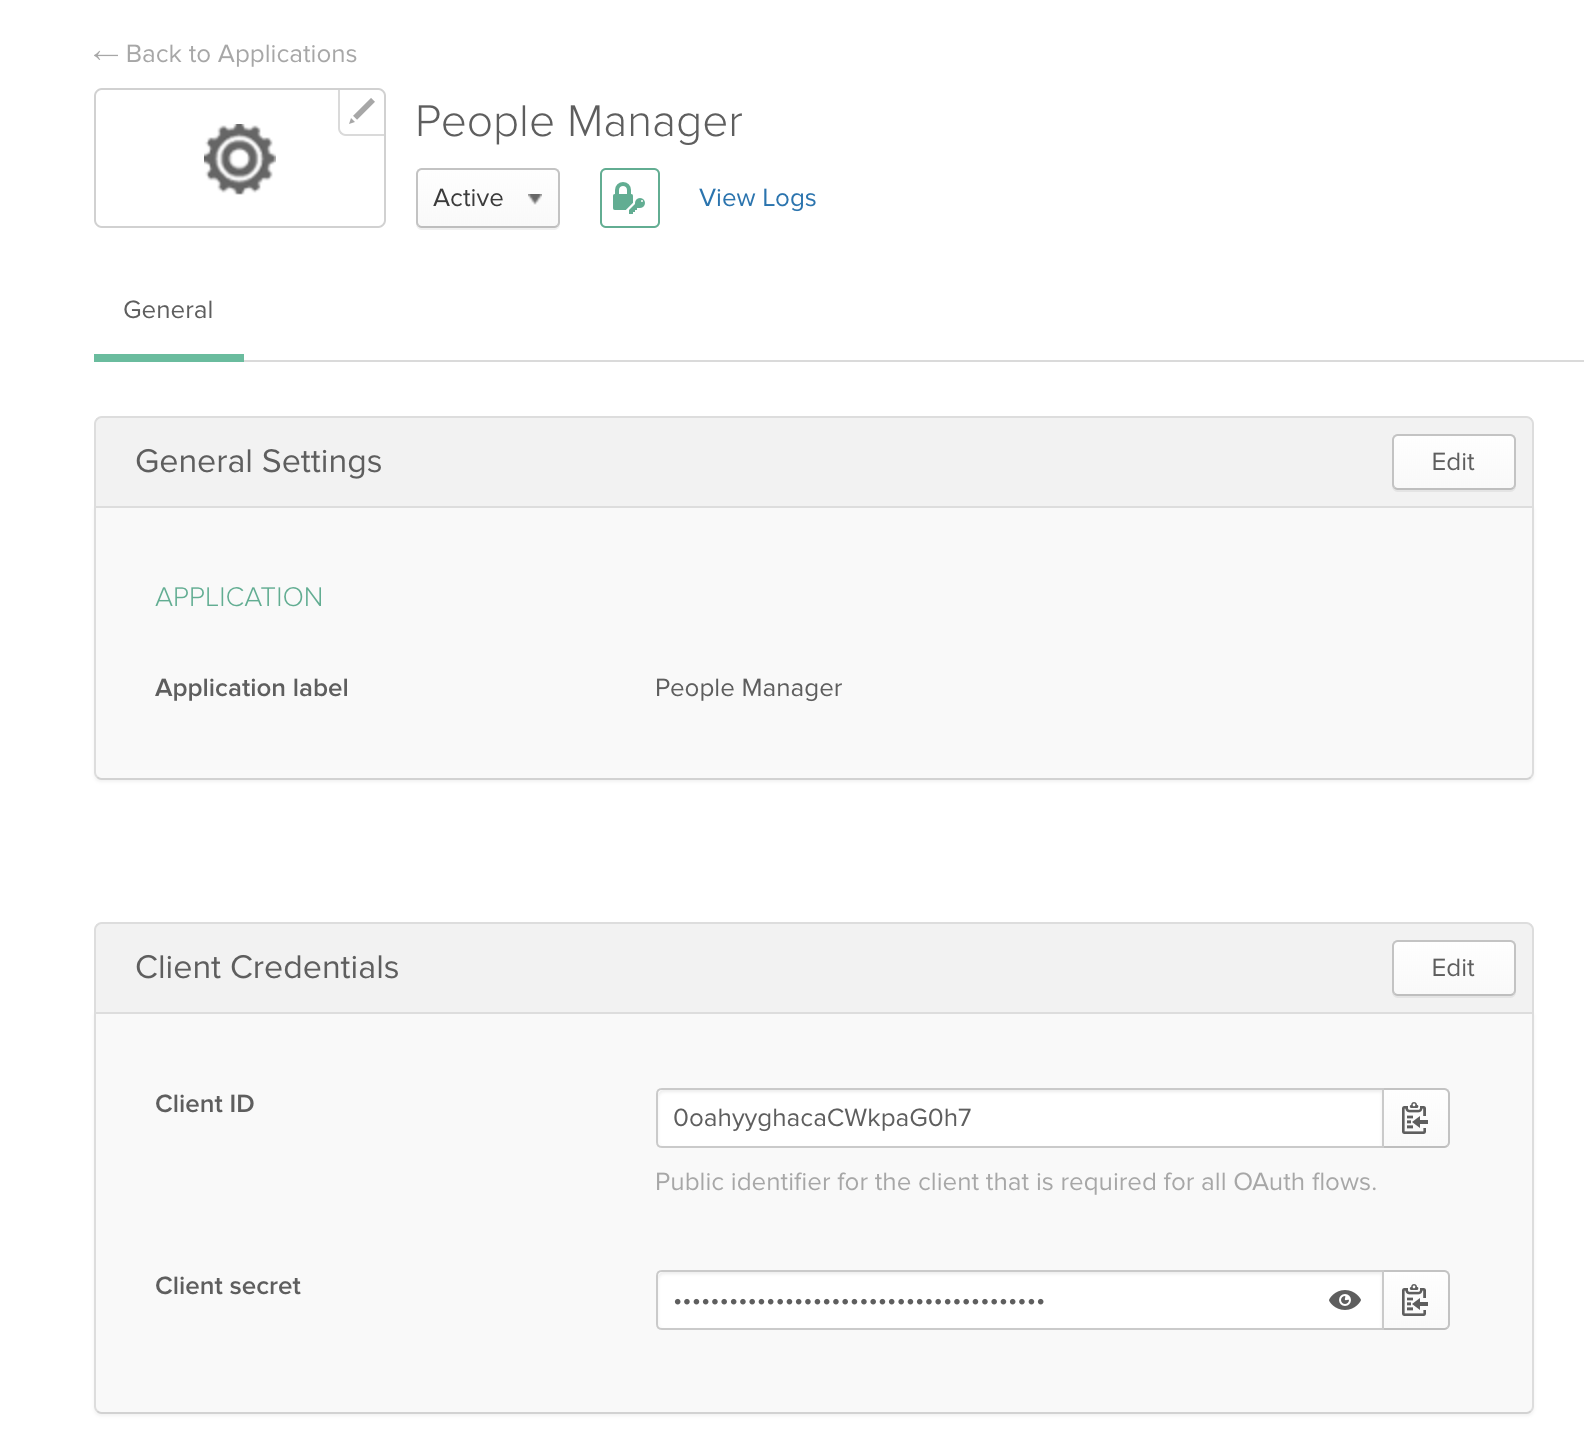 ← Back to Applications
People Manager
Active
View Logs
General
General Settings
Edit
APPLICATION
Application label
People Manager
Client Credentials
Edit
Client ID
0oahyyghacaCWkpaG0h7
Public identifier for the client that is required for all OAuth flows.
Client secret
••••••••••••••••••••••••••••••••••••••••